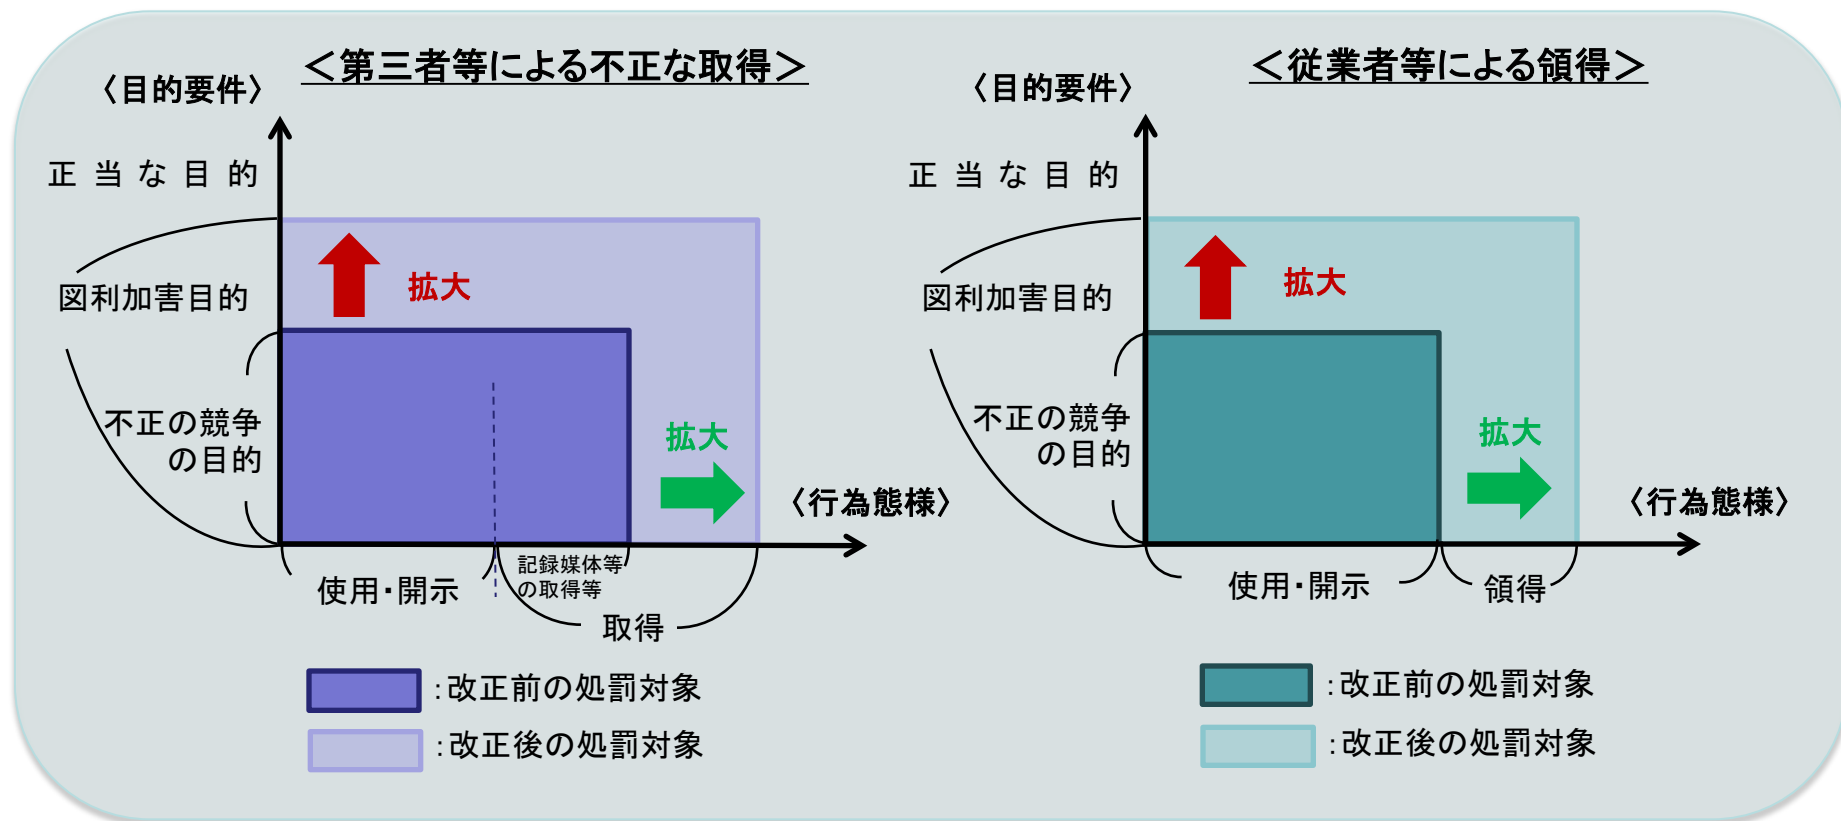 ＜第三者等による不正な取得＞
〈目的要件〉
正当な目的
図利加害目的
不正の競争
の目的
拡大
拡大
〈行為態様〉
使用・開示
記録媒体等
の取得等
取得
：改正前の処罰対象
：改正後の処罰対象
＜従業者等による領得＞
〈目的要件〉
正当な目的
図利加害目的
不正の競争
の目的
拡大
拡大
〈行為態様〉
使用・開示
領得
：改正前の処罰対象
：改正後の処罰対象